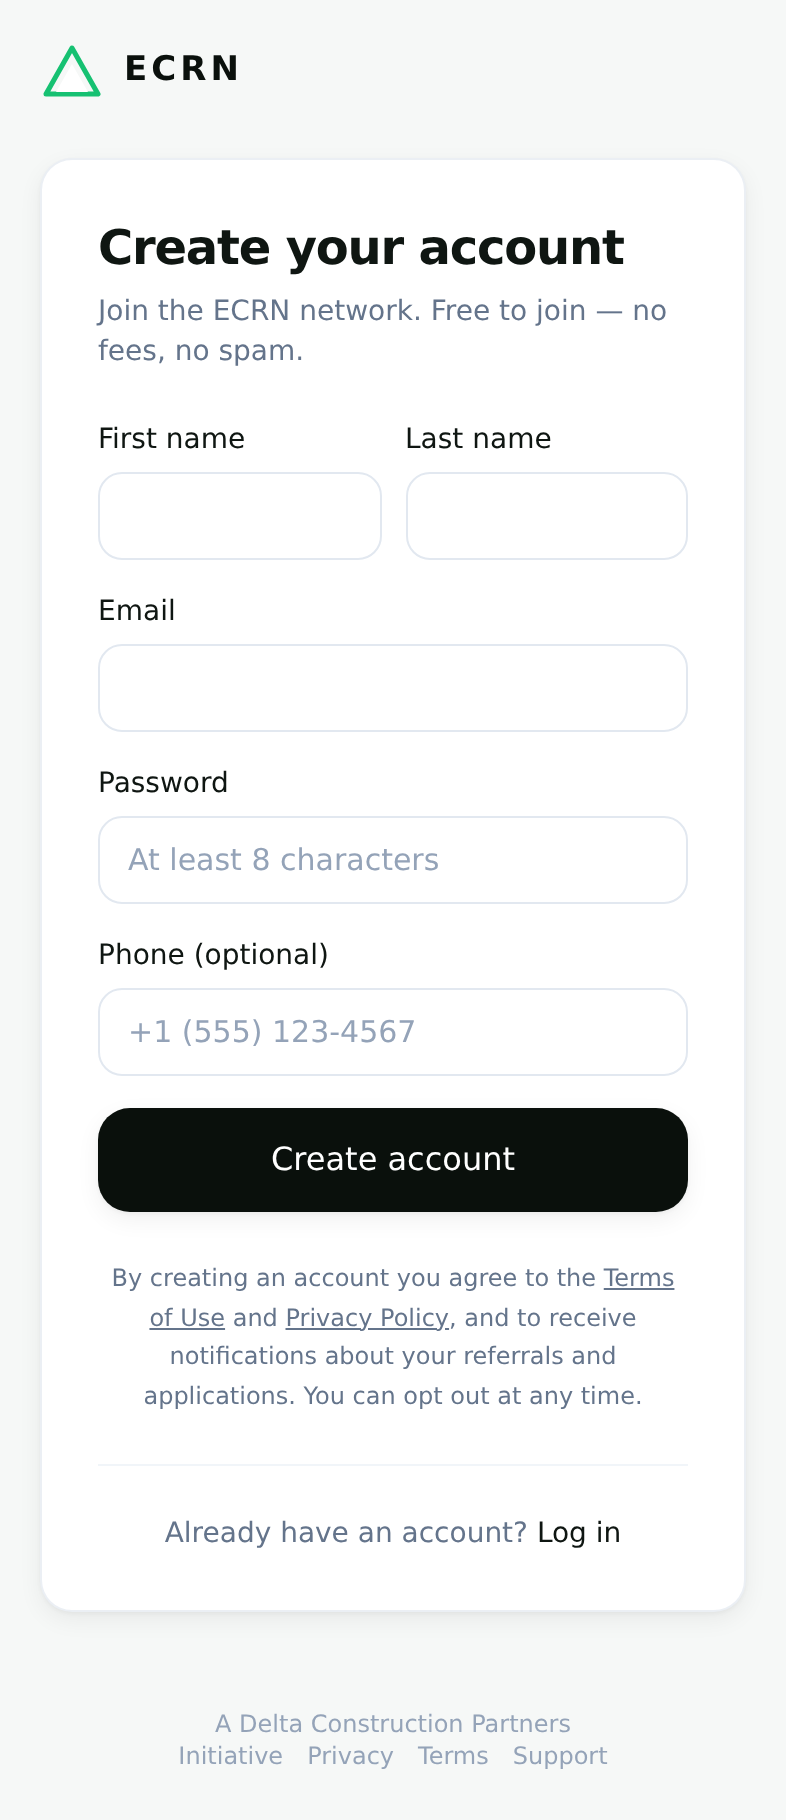 ECRN
Create your account
Join the ECRN network. Free to join — no
fees, no spam.
First name Last name
Email
Password
At least 8 characters
Phone (optional)
+1 (555) 123-4567
Create account
By creating an account you agree to the Terms
of Use and Privacy Policy, and to receive
notifications about your referrals and
applications. You can opt out at any time.
Already have an account? Log in
A Delta Construction Partners
Initiative Privacy Terms Support